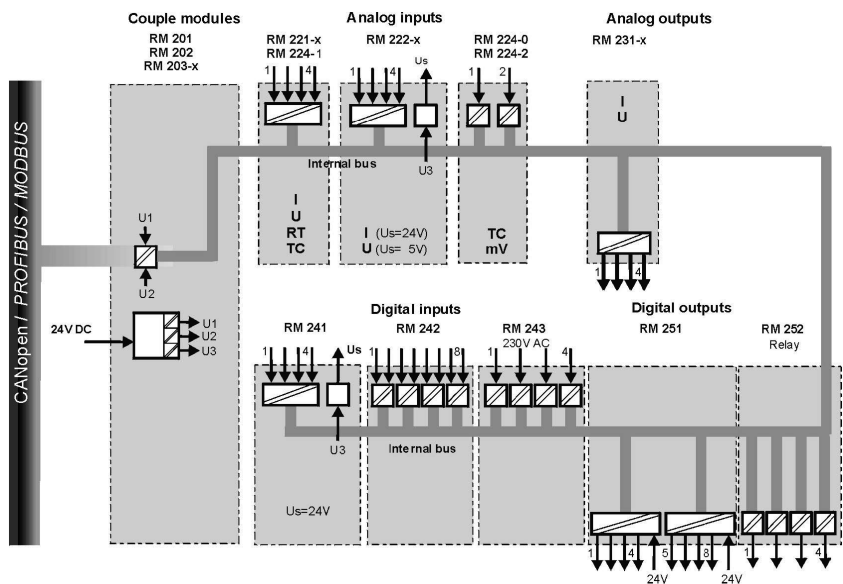 Couple modules
RM 201
RM 202
RM 203-x
Analog inputs
RM 221-x
RM 224-1
RM 222-x
RM 224-0
RM 224-2
Analog outputs
RM 231-x
1 4
1 4
Us
1 2
I
U
Internal bus
U3
I
U
RT
TC
I (Us=24V)
U (Us= 5V)
TC
mV
1 4
CANopen / PROFIBUS / MODBUS
U1
U2
24V DC
U1
U2
U3
Digital inputs
RM 241
RM 242
RM 243
230V AC
Digital outputs
RM 251
RM 252
Relay
1 4
Us
1 8
1 4
U3
Internal bus
Us=24V
1 4
24V
5 8
24V
1 4